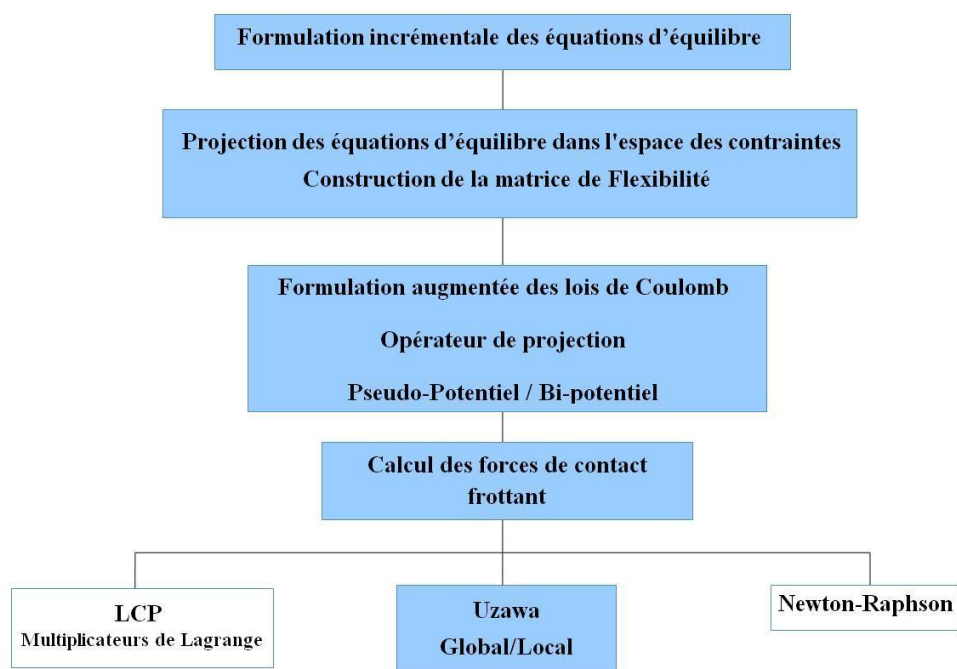 Formulation incrémentale des équations d’équilibre
Projection des équations d’équilibre dans l'espace des contraintes
Construction de la matrice de Flexibilité
Formulation augmentée des lois de Coulomb
Opérateur de projection
Pseudo-Potentiel / Bi-potentiel
Calcul des forces de contact
frottant
LCP
Multiplicateurs de Lagrange
Uzawa
Global/Local
Newton-Raphson